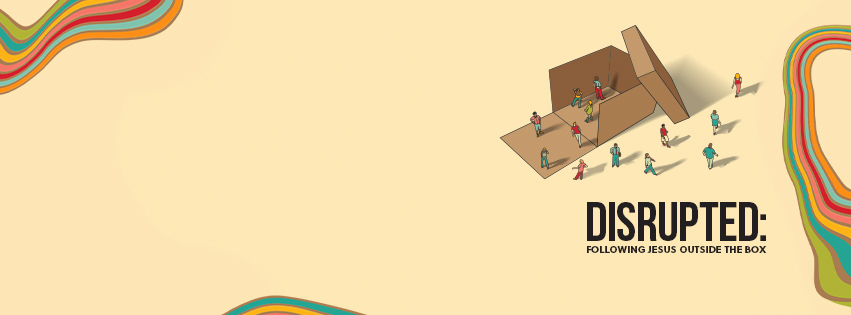 DISRUPTED:
FOLLOWING JESUS OUTSIDE THE BOX